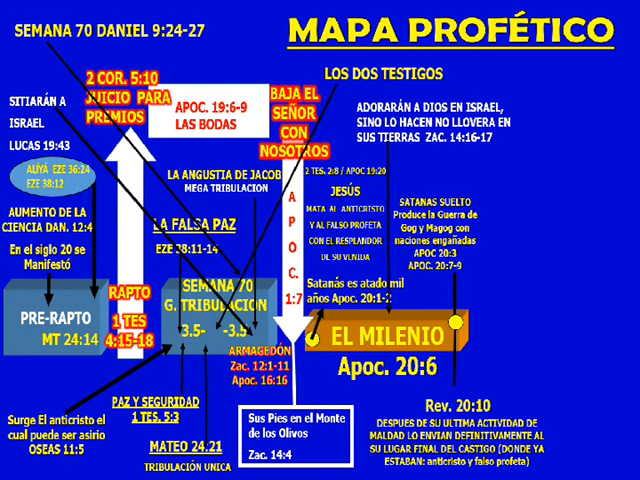 SEMANA 70 DANIEL 9:24-27
MAPA PROFÉTICO
2 COR. 5:10
JUICIO PARA
PREMIOS
APOC. 19:6-9
LAS BODAS
BAJA EL
SEÑOR
CON
NOSOTROS
LOS DOS TESTIGOS
SITIARÁN A
ISRAEL
LUCAS 19:43
ADORARÁN A DIOS EN ISRAEL,
SINO LO HACEN NO LLOVERA EN
SUS TIERRAS ZAC. 14:16-17
ALIYÁ EZE 36:24
EZE 38:12
LA ANGUSTIA DE JACOB
MEGA TRIBULACION
2 TES. 2:8 / APOC 19:20
JESÚS
MATA AL ANTICRISTO
Y AL FALSO PROFETA
CON EL RESPLANDOR
DE SU VENIDA
SATANAS SUELTO
Produce la Guerra de
Gog y Magog con
naciones engañadas
APOC 20:3
APOC. 20:7-9
AUMENTO DE LA
CIENCIA DAN. 12:4
En el siglo 20 se
Manifestó
LA FALSA PAZ
EZE 38:11-14
APOC.
1:7
PRE-RAPTO
MT 24:14
RAPTO
1 TES
4:15-18
SEMANA 70
G. TRIBULACION
3.5- -3.5
Satanás es atado mil
años Apoc. 20:1-2
EL MILENIO
Apoc. 20:6
ARMAGEDÓN
Zac. 12:1-11
Apoc. 16:16
Surge El anticristo el
cual puede ser asirio
OSEAS 11:5
PAZ Y SEGURIDAD
1 TES. 5:3
MATEO 24:21
TRIBULACIÓN UNICA
Sus Pies en el Monte
de los Olivos
Zac. 14:4
Rev. 20:10
DESPUES DE SU ULTIMA ACTIVIDAD DE
MALDAD LO ENVIAN DEFINITIVAMENTE AL
SU LUGAR FINAL DEL CASTIGO (DONDE YA
ESTABAN: anticristo y falso profeta)